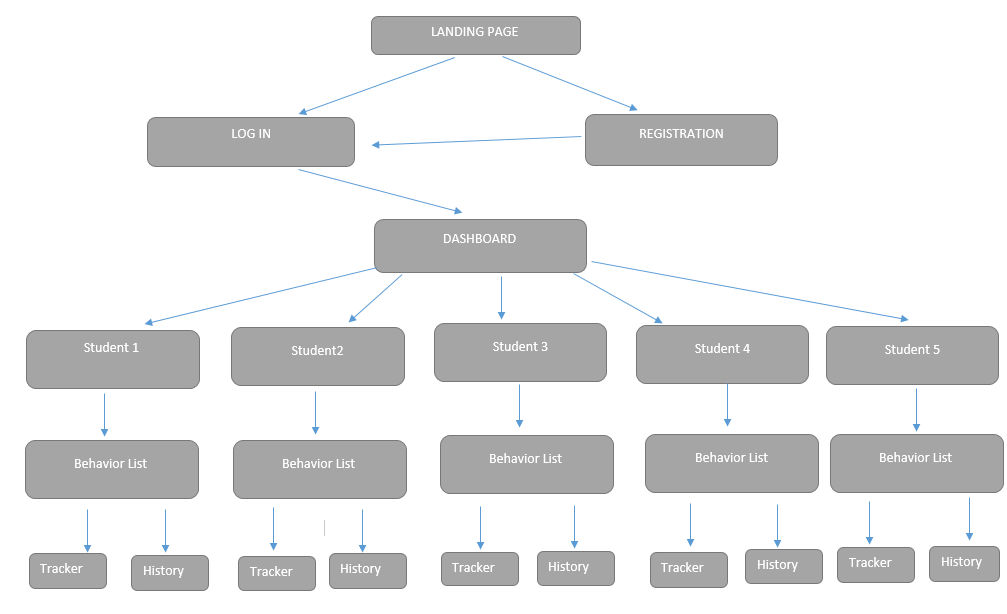 LANDING PAGE
LOG IN
REGISTRATION
DASHBOARD
Student 1
Student2
Student 3
Student 4
Student 5
Behavior List
Behavior List
Behavior List
Behavior List
Behavior List
Tracker
History
Tracker
History
Tracker
History
Tracker
History
Tracker
History